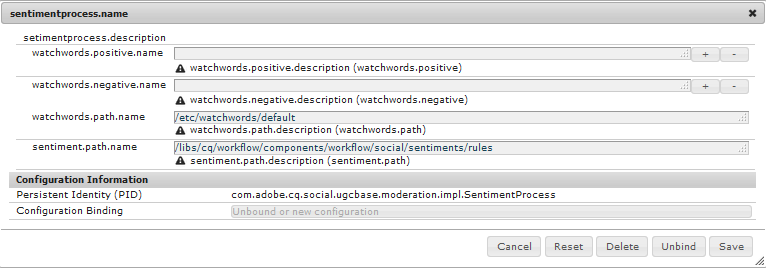 sentimentprocess.name
setimentprocess.description
watchwords.positive.name + -
watchwords.positive.description (watchwords.positive)
watchwords.negative.name + -
watchwords.negative.description (watchwords.negative)
watchwords.path.name /etc/watchwords/default
watchwords.path.description (watchwords.path)
sentiment.path.name /libs/cq/workflow/components/workflow/social/sentiments/rules
sentiment.path.description (sentiment.path)
Configuration Information
Persistent Identity (PID) com.adobe.cq.social.ugcbase.moderation.impl.SentimentProcess
Configuration Binding Unbound or new configuration
Cancel Reset Delete Unbind Save